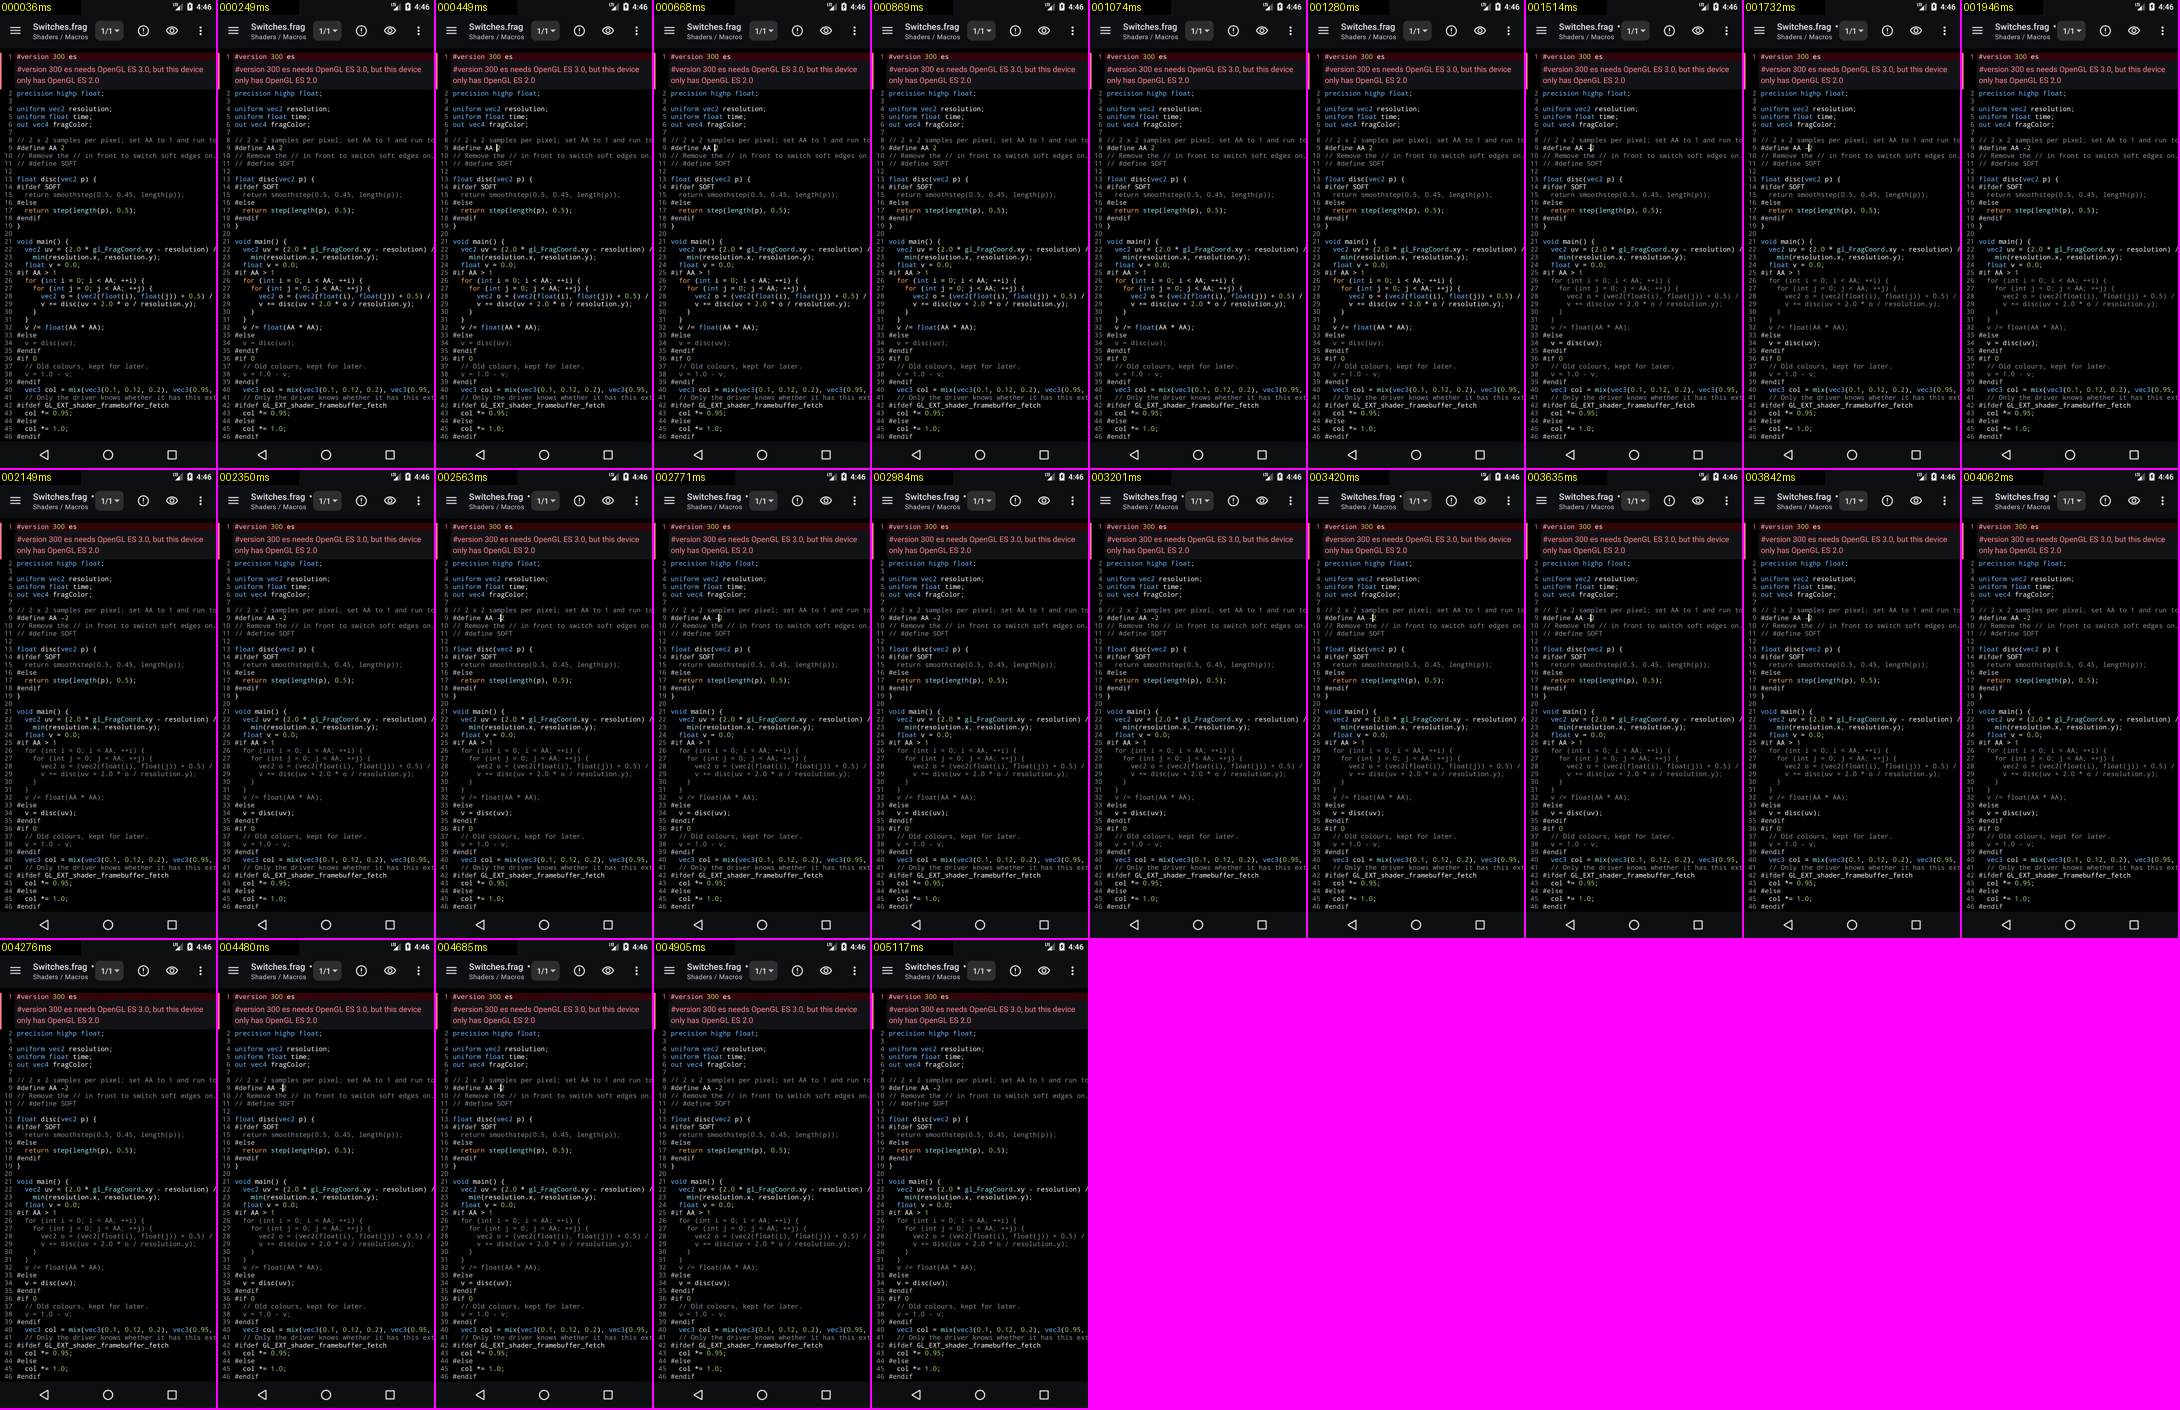 000036ms
4:46
Switches.frag
Shaders / Macros
1/1
1 #version 300 es
#version 300 es needs OpenGL ES 3.0, but this device
only has OpenGL ES 2.0
2 precision highp float;
3
4 uniform vec2 resolution;
5 uniform float time;
6 out vec4 fragColor;
7
8 // 2 x 2 samples per pixel; set AA to 1 and run to
9 #define AA 2
10 // Remove the // in front to switch soft edges on.
11 // #define SOFT
12
13 float disc(vec2 p) {
14 #ifdef SOFT
15 return smoothstep(0.5, 0.45, length(p));
16 #else
17 return step(length(p), 0.5);
18 #endif
19 }
20
21 void main() {
22 vec2 uv = (2.0 * gl_FragCoord.xy - resolution) /
23 min(resolution.x, resolution.y);
24 float v = 0.0;
25 #if AA > 1
26 for (int i = 0; i < AA; ++i) {
27 for (int j = 0; j < AA; ++j) {
28 vec2 o = (vec2(float(i), float(j)) + 0.5) /
29 v += disc(uv + 2.0 * o / resolution.y);
30 }
31 }
32 v /= float(AA * AA);
33 #else
34 v = disc(uv);
35 #endif
36 #if 0
37 // Old colours, kept for later.
38 v = 1.0 - v;
39 #endif
40 vec3 col = mix(vec3(0.1, 0.12, 0.2), vec3(0.95,
41 // Only the driver knows whether it has this ext
42 #ifdef GL_EXT_shader_framebuffer_fetch
43 col *= 0.95;
44 #else
45 col *= 1.0;
46 #endif
000249ms
000449ms
000668ms
000869ms
001074ms
001280ms
001514ms
9 #define AA -2
001732ms
001946ms
002149ms
002350ms
002563ms
002771ms
002984ms
003201ms
003420ms
003635ms
003842ms
004062ms
004276ms
004480ms
004685ms
004905ms
005117ms